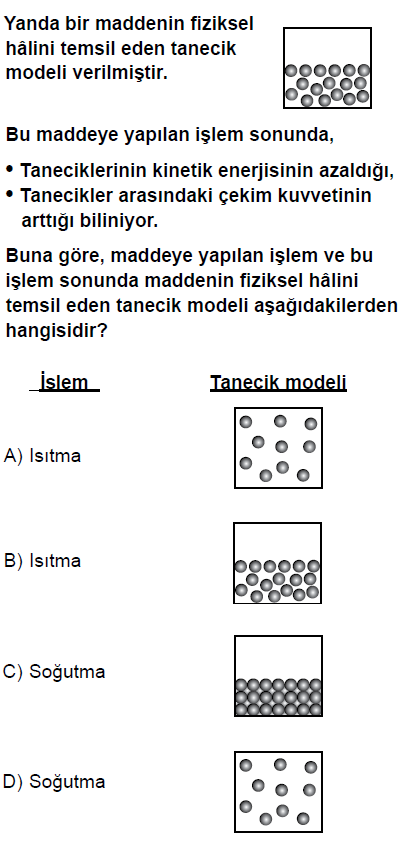 Yanda bir maddenin fiziksel
hâlini temsil eden tanecik
modeli verilmiştir.
Bu maddeye yapılan işlem sonunda,
• Taneciklerinin kinetik enerjisinin azaldığı,
• Tanecikler arasındaki çekim kuvvetinin
arttığı biliniyor.
Buna göre, maddeye yapılan işlem ve bu
işlem sonunda maddenin fiziksel hâlini
temsil eden tanecik modeli aşağıdakilerden
hangisidir?
İşlem Tanecik modeli
A) Isıtma
B) Isıtma
C) Soğutma
D) Soğutma